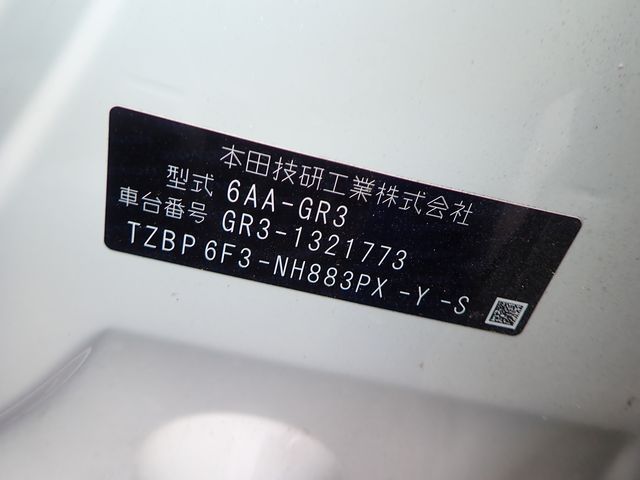 本田技研工業株式会社
型式 6AA-GR3
車台番号 GR3-1321773
TZBP 6F3-NH883PX-Y-S